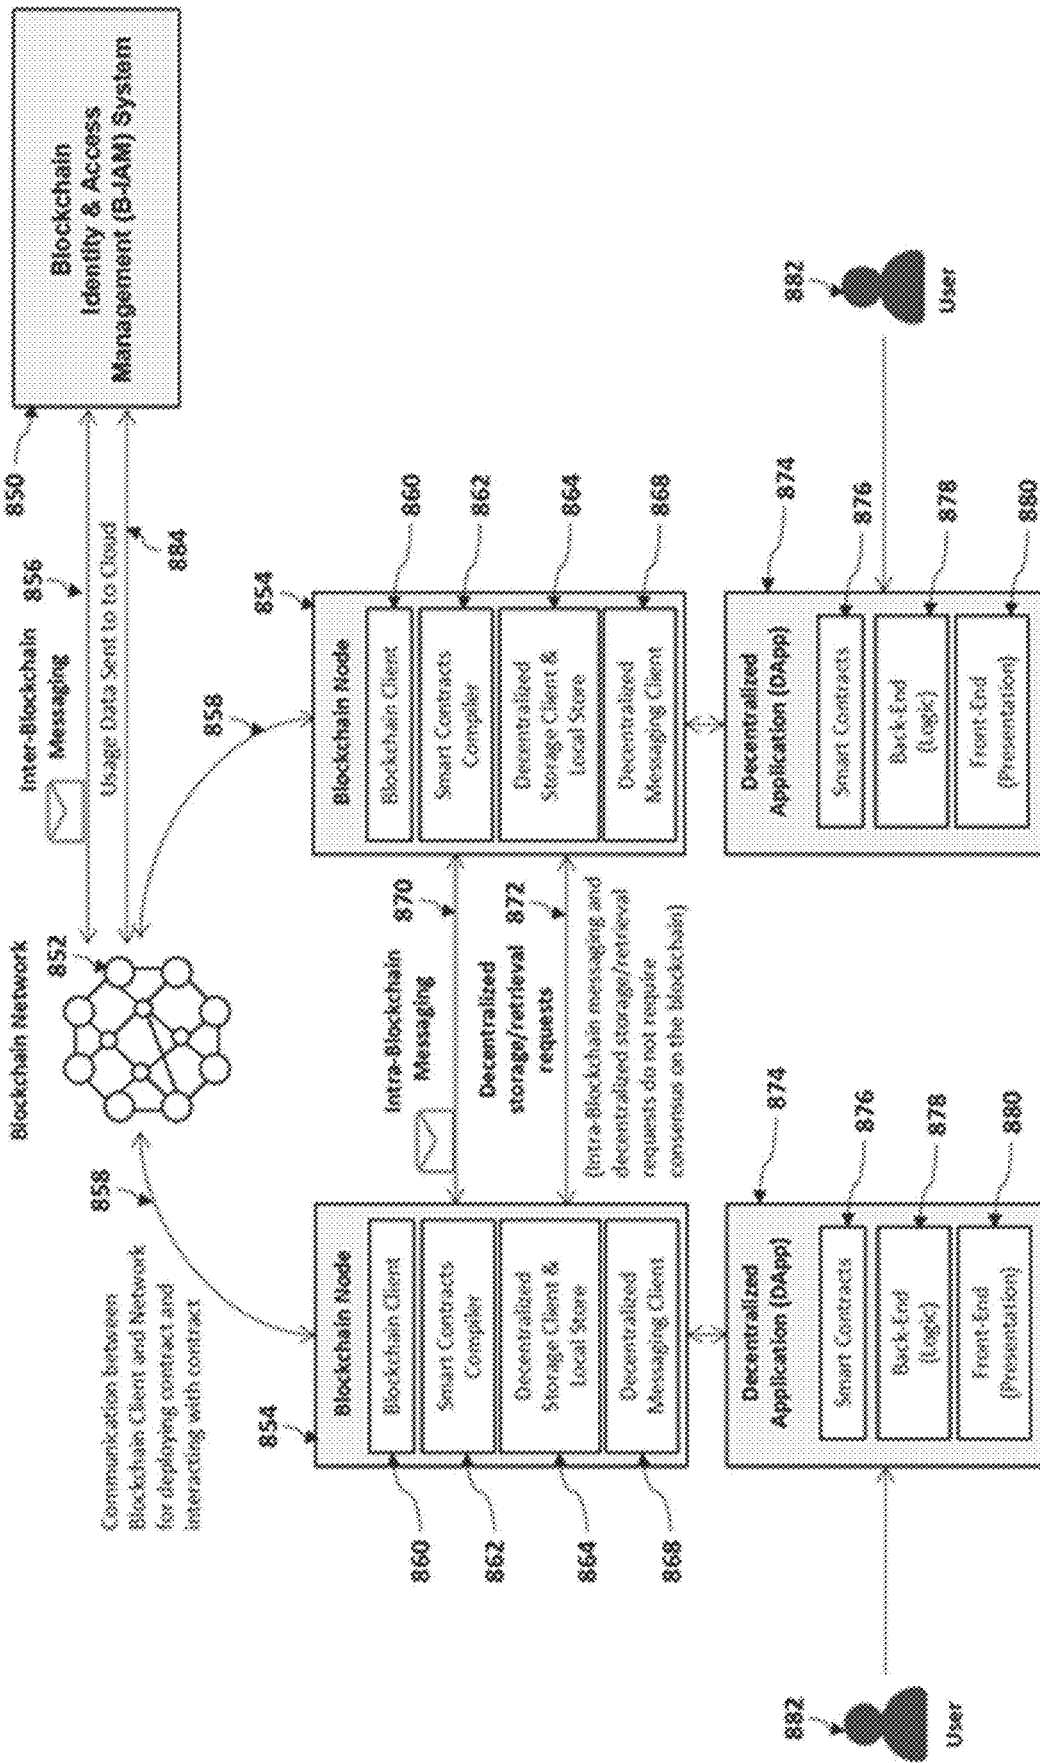 Blockchain Network
852
Inter-Blockchain
Messaging
856
850
Blockchain
Identity & Access
Management (B-IAM) System
Usage Data Sent to to Cloud
884
Communication between
Blockchain Client and Network
for deploying contract and
interacting with contract
858
858
854
Blockchain Node
Blockchain Client
Smart Contracts
Compiler
Decentralized
Storage Client &
Local Store
Decentralized
Messaging Client
860
862
864
868
Intra-Blockchain
Messaging
870
Decentralized
storage/retrieval
requests
872
(Intra-Blockchain messaging and
decentralized storage/retrieval
requests do not require
consensus on the blockchain)
854
Blockchain Node
Blockchain Client
Smart Contracts
Compiler
Decentralized
Storage Client &
Local Store
Decentralized
Messaging Client
860
862
864
868
874
Decentralized
Application (DApp)
Smart Contracts
Back-End
(Logic)
Front-End
(Presentation)
876
878
880
874
Decentralized
Application (DApp)
Smart Contracts
Back-End
(Logic)
Front-End
(Presentation)
876
878
880
882
User
882
User